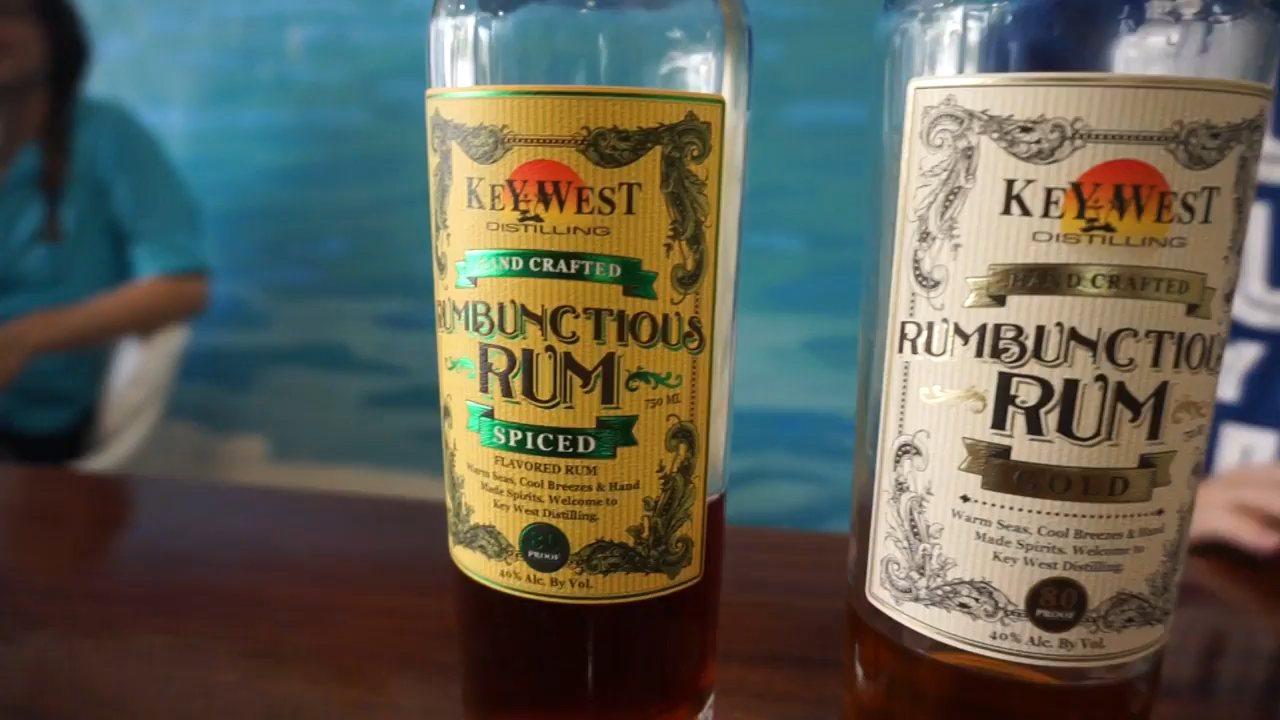 KEY WEST
DISTILLING
HAND CRAFTED
RUMBUNCTIOUS
RUM
750 ML
SPICED
FLAVORED RUM
Warm Seas, Cool Breezes & Hand
Made Spirits. Welcome to
Key West Distilling.
80
PROOF
40% Alc. By Vol.
KEY WEST
DISTILLING
HAND CRAFTED
RUMBUNCTIOU
RUM
GOLD
Warm Seas, Cool Breezes & Hand
Made Spirits. Welcome to
Key West Distilling.
80
PROOF
40% Alc. By Vol.